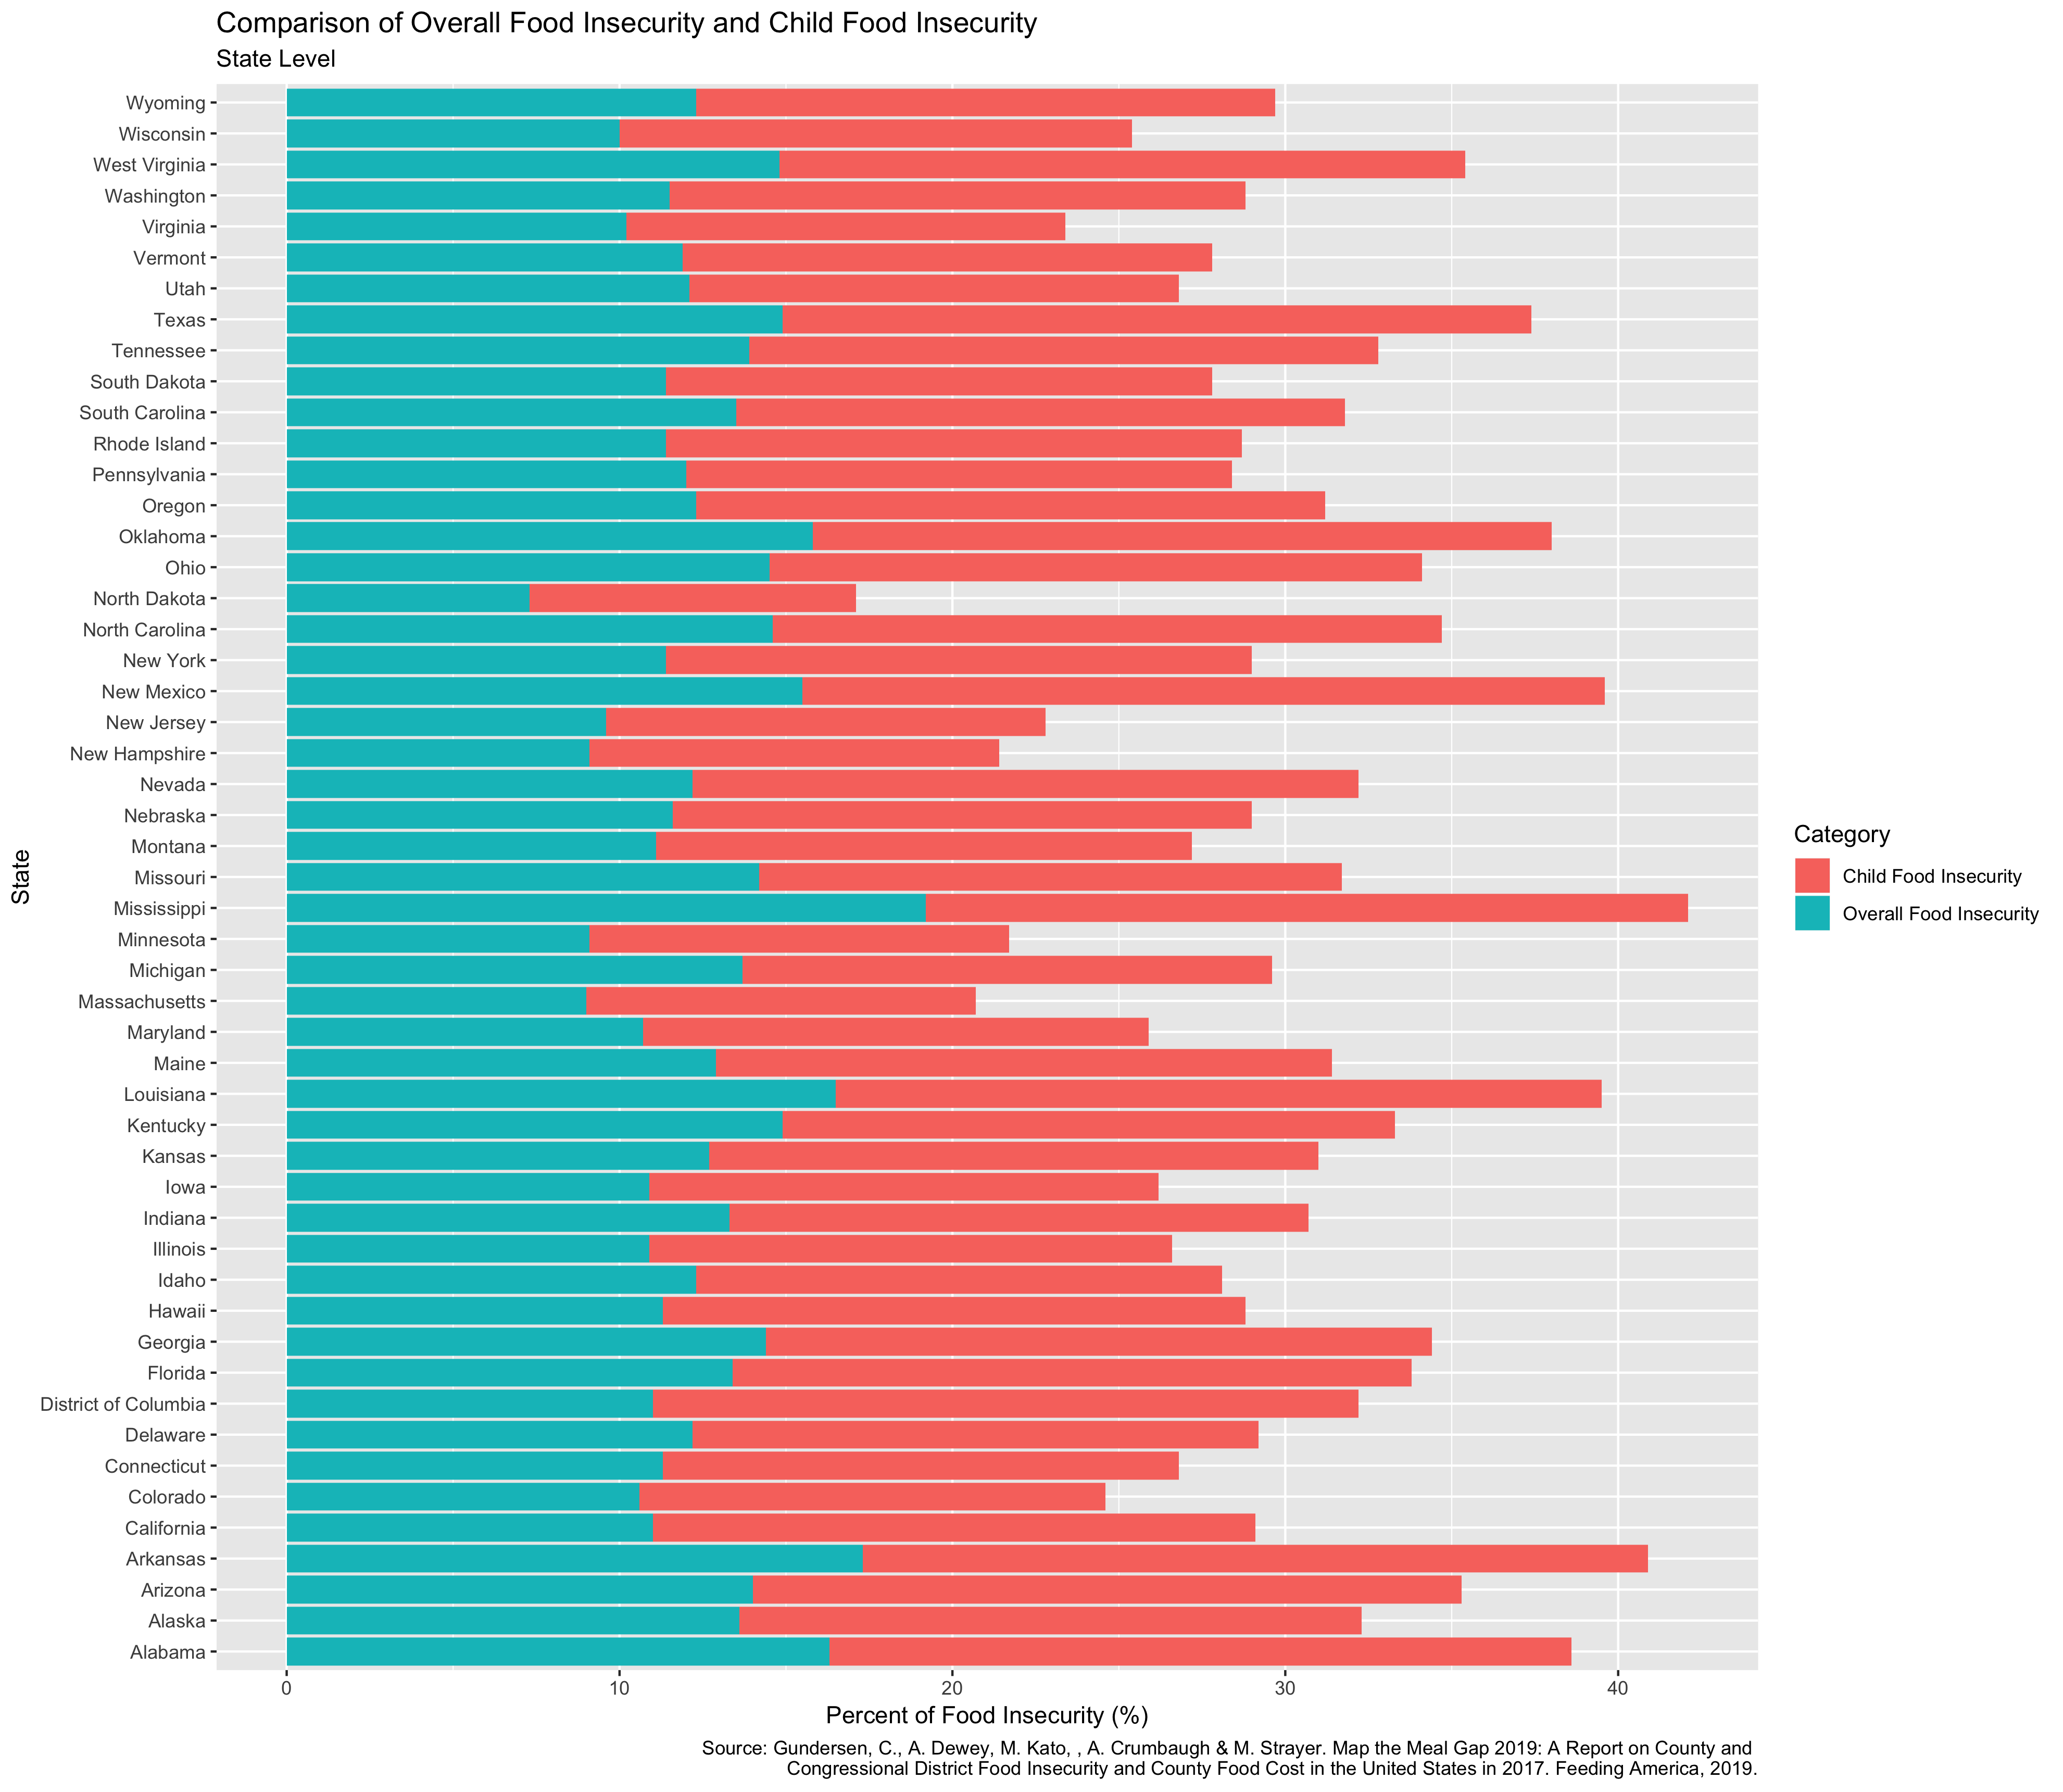 Comparison of Overall Food Insecurity and Child Food Insecurity
State Level
Wyoming
Wisconsin
West Virginia
Washington
Virginia
Vermont
Utah
Texas
Tennessee
South Dakota
South Carolina
Rhode Island
Pennsylvania
Oregon
Oklahoma
Ohio
North Dakota
North Carolina
New York
New Mexico
New Jersey
New Hampshire
Nevada
Nebraska
Montana
Missouri
Mississippi
Minnesota
Michigan
Massachusetts
Maryland
Maine
Louisiana
Kentucky
Kansas
Iowa
Indiana
Illinois
Idaho
Hawaii
Georgia
Florida
District of Columbia
Delaware
Connecticut
Colorado
California
Arkansas
Arizona
Alaska
Alabama
State
0 10 20 30 40
Percent of Food Insecurity (%)
Category
Child Food Insecurity
Overall Food Insecurity
Source: Gundersen, C., A. Dewey, M. Kato, , A. Crumbaugh & M. Strayer. Map the Meal Gap 2019: A Report on County and
Congressional District Food Insecurity and County Food Cost in the United States in 2017. Feeding America, 2019.